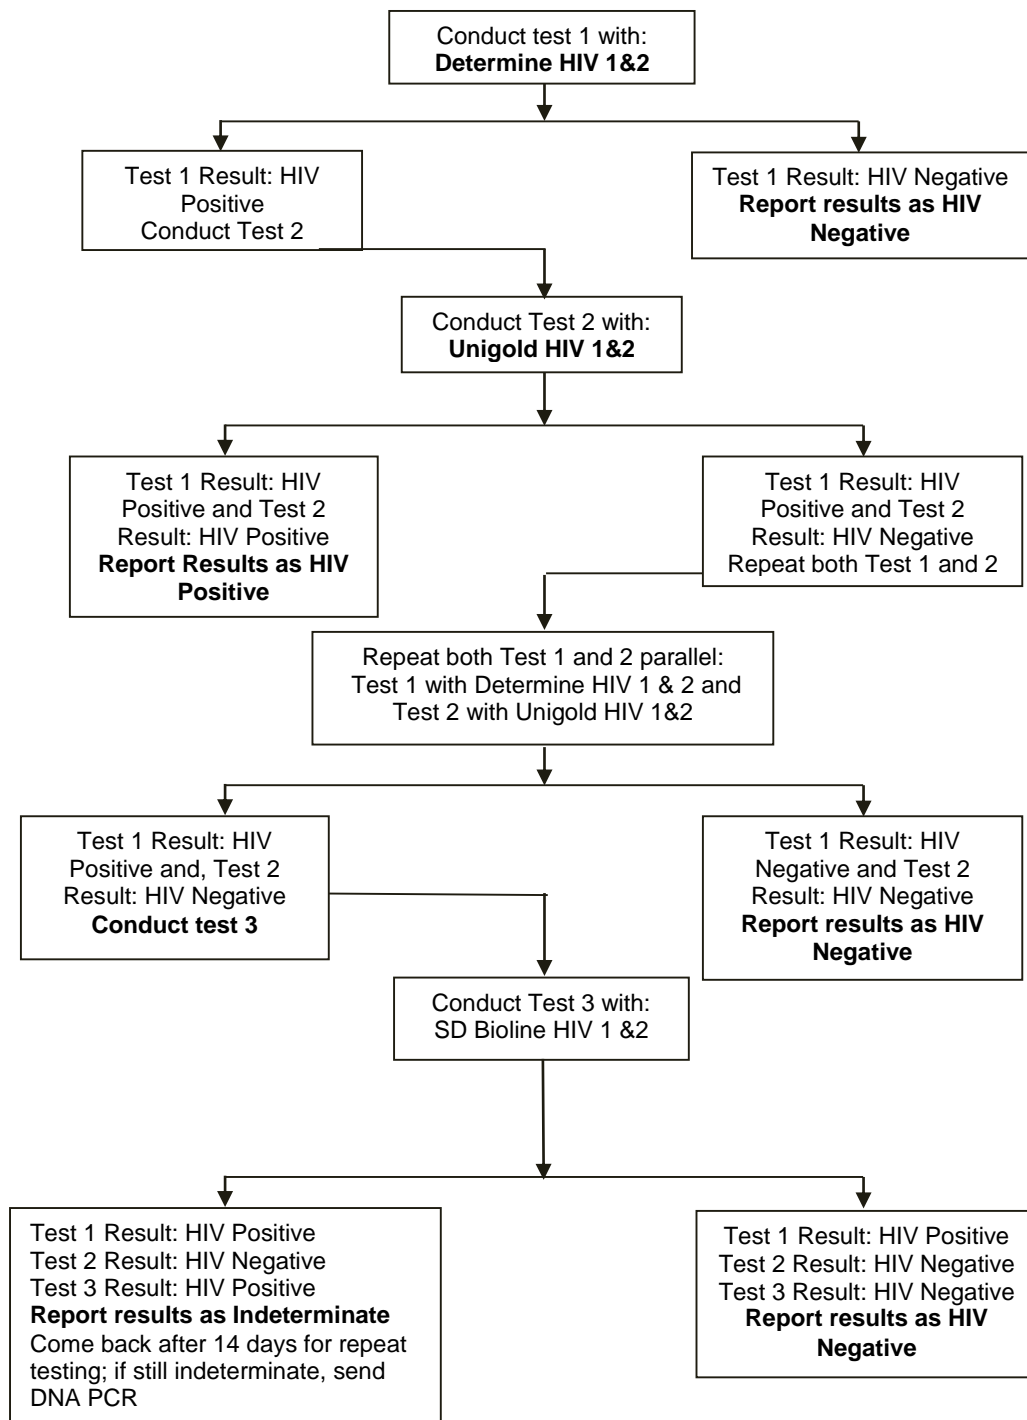 Conduct test 1 with:
Determine HIV 1&2
Test 1 Result: HIV
Positive
Conduct Test 2
Test 1 Result: HIV Negative
Report results as HIV
Negative
Conduct Test 2 with:
Unigold HIV 1&2
Test 1 Result: HIV
Positive and Test 2
Result: HIV Positive
Report Results as HIV
Positive
Test 1 Result: HIV
Positive and Test 2
Result: HIV Negative
Repeat both Test 1 and 2
Repeat both Test 1 and 2 parallel:
Test 1 with Determine HIV 1 & 2 and
Test 2 with Unigold HIV 1&2
Test 1 Result: HIV
Positive and, Test 2
Result: HIV Negative
Conduct test 3
Test 1 Result: HIV
Negative and Test 2
Result: HIV Negative
Report results as HIV
Negative
Conduct Test 3 with:
SD Bioline HIV 1 &2
Test 1 Result: HIV Positive
Test 2 Result: HIV Negative
Test 3 Result: HIV Positive
Report results as Indeterminate
Come back after 14 days for repeat
testing; if still indeterminate, send
DNA PCR
Test 1 Result: HIV Positive
Test 2 Result: HIV Negative
Test 3 Result: HIV Negative
Report results as HIV
Negative